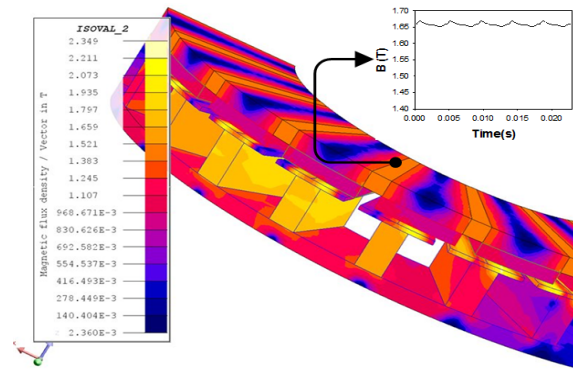 ISOVAL_2
Magnetic flux density / Vector in T
2.349
2.211
2.073
1.935
1.797
1.659
1.521
1.383
1.245
1.107
968.671E-3
830.626E-3
692.582E-3
554.537E-3
416.493E-3
278.449E-3
140.404E-3
2.360E-3
B (T)
1.70
1.65
1.60
1.55
1.50
1.45
1.40
0.000
0.005
0.010
0.015
0.020
Time(s)